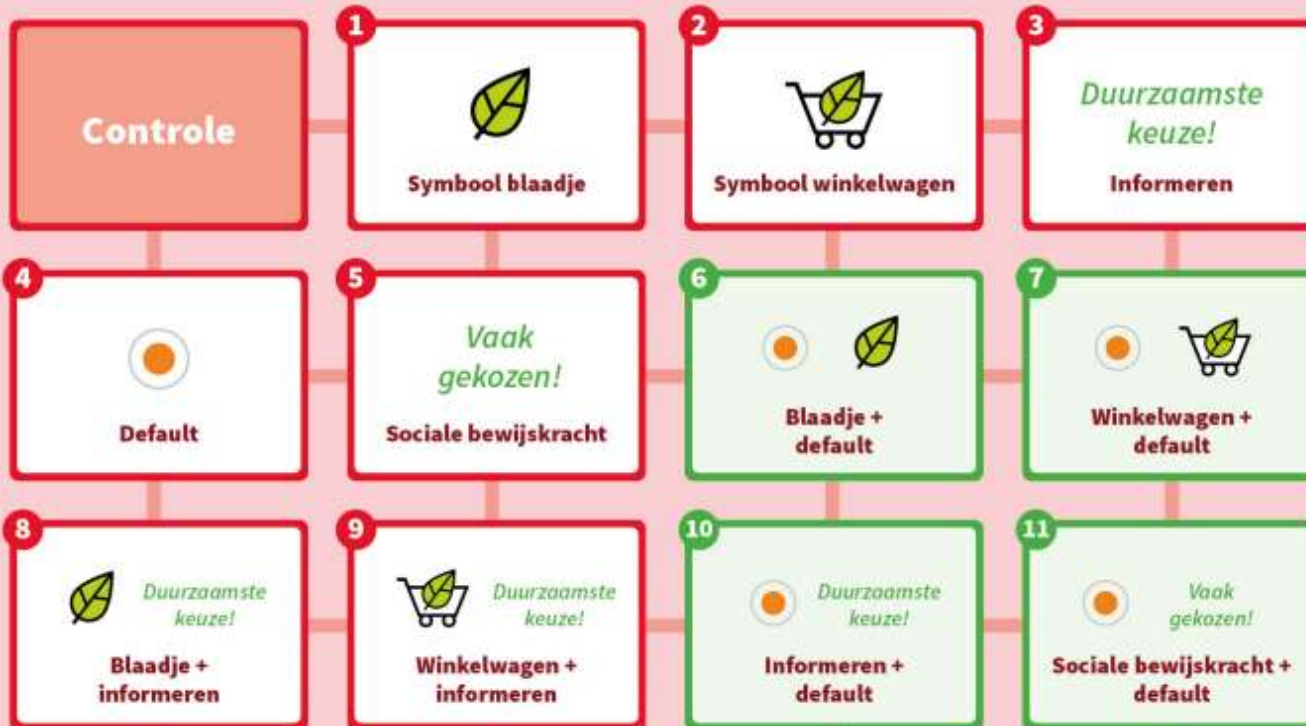 Controle
1
Symbool blaadje
2
Symbool winkelwagen
3
Duurzaamste
keuze!
Informeren
4
Default
5
Vaak
gekozen!
Sociale bewijskracht
6
Blaadje +
default
7
Winkelwagen +
default
8
Duurzaamste
keuze!
Blaadje +
informeren
9
Duurzaamste
keuze!
Winkelwagen +
informeren
10
Duurzaamste
keuze!
Informeren +
default
11
Vaak
gekozen!
Sociale bewijskracht +
default